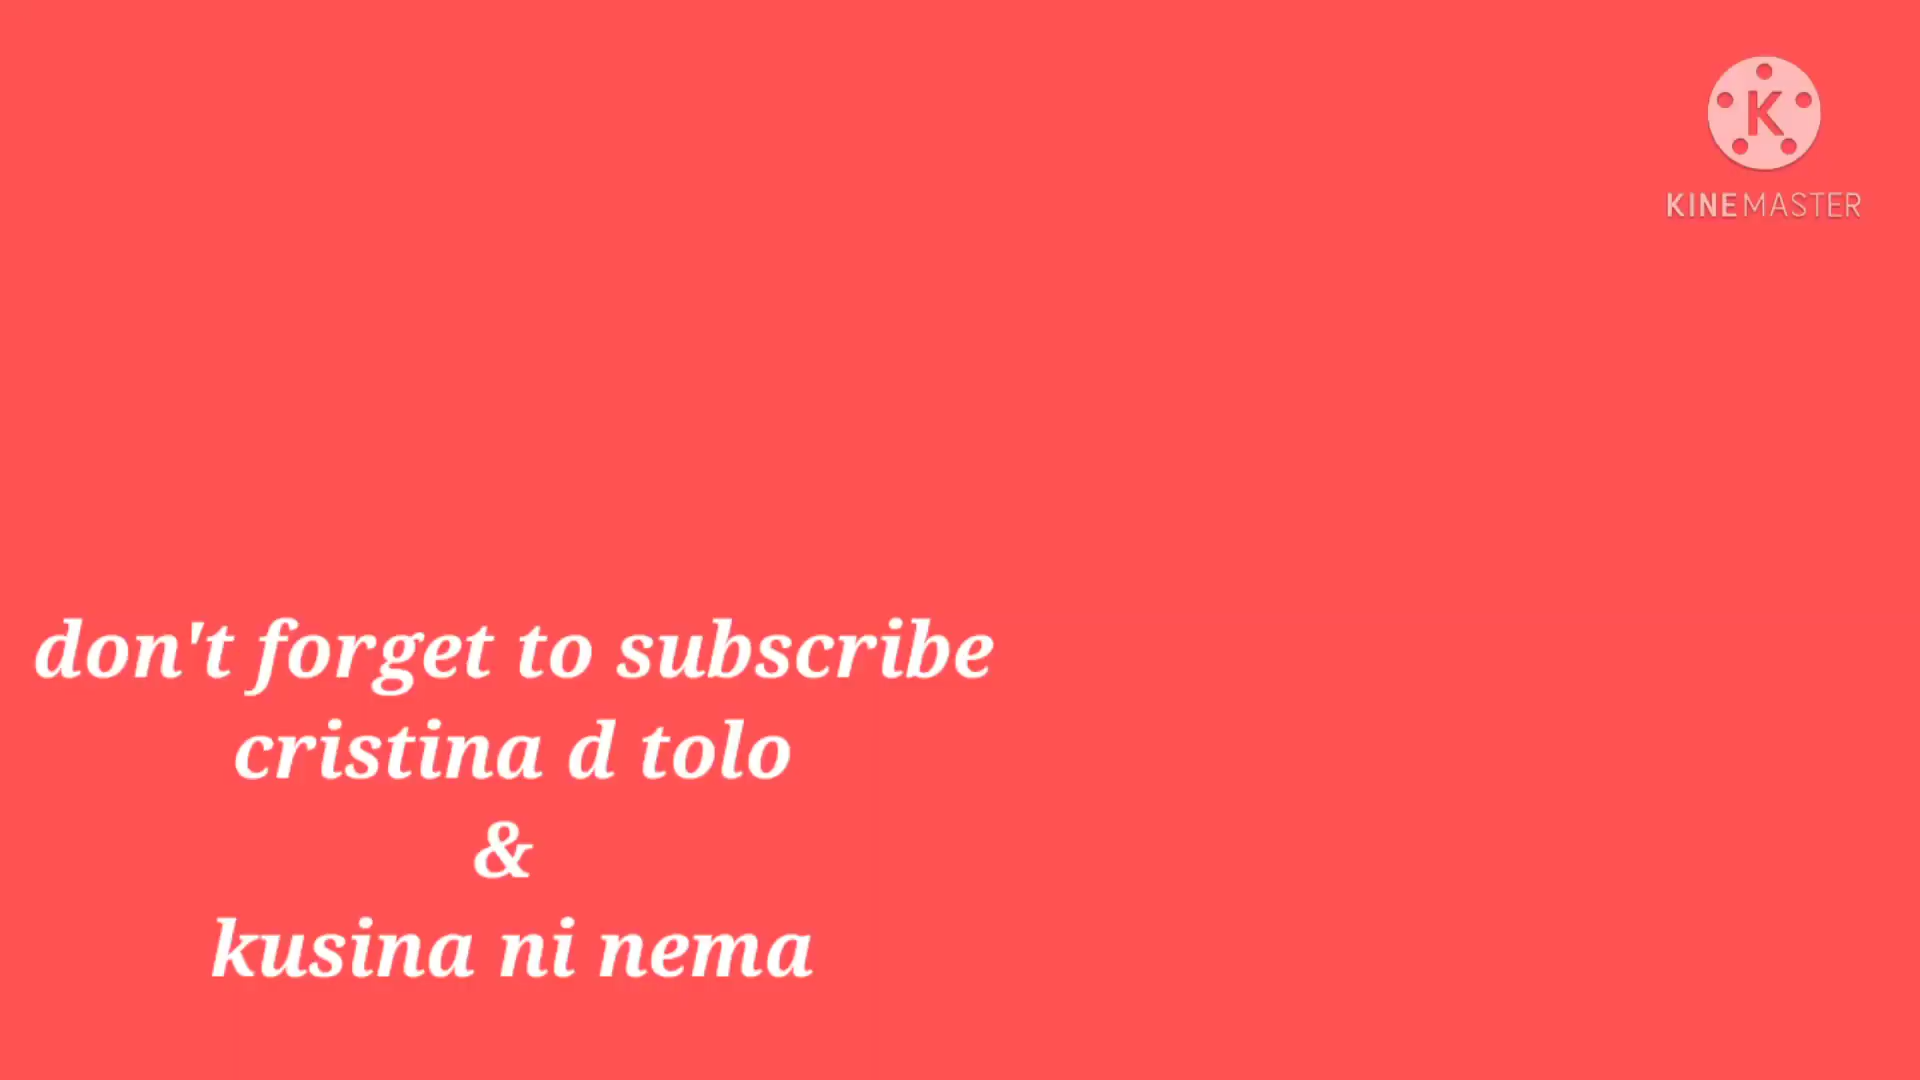 K
KINEMASTER
don't forget to subscribe
cristina d tolo
&
kusina ni nema